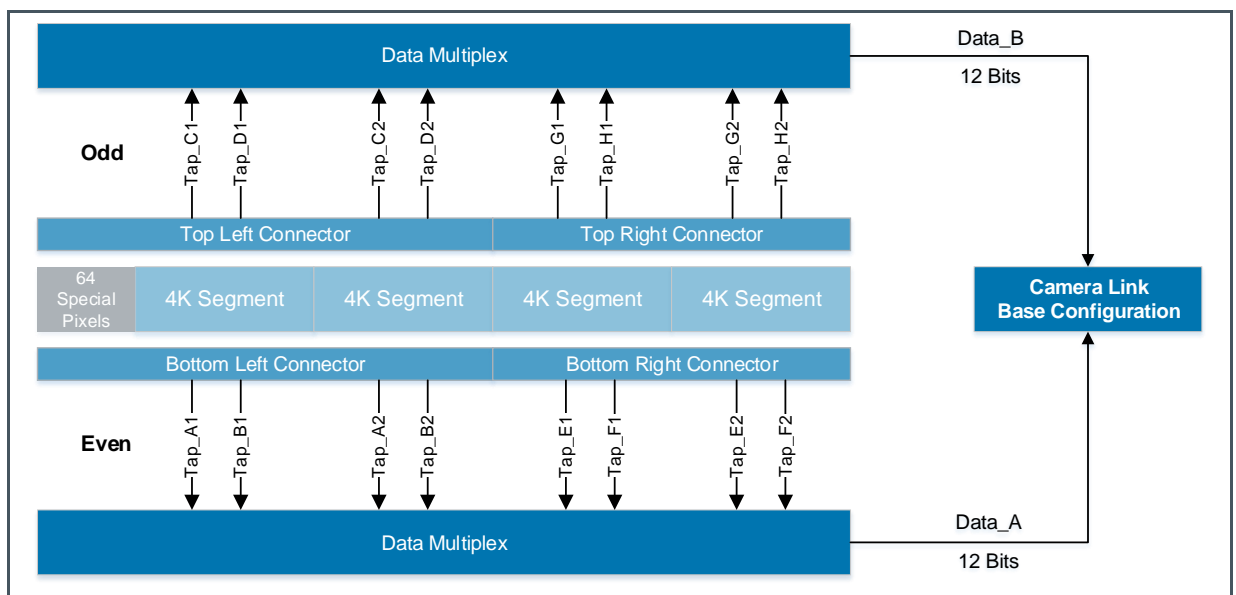 Data Multiplex
Data_B
12 Bits
Odd
Tap_C1
Tap_D1
Tap_C2
Tap_D2
Tap_G1
Tap_H1
Tap_G2
Tap_H2
Top Left Connector
Top Right Connector
64
Special
Pixels
4K Segment
4K Segment
4K Segment
4K Segment
Camera Link
Base Configuration
Bottom Left Connector
Bottom Right Connector
Even
Tap_A1
Tap_B1
Tap_A2
Tap_B2
Tap_E1
Tap_F1
Tap_E2
Tap_F2
Data Multiplex
Data_A
12 Bits